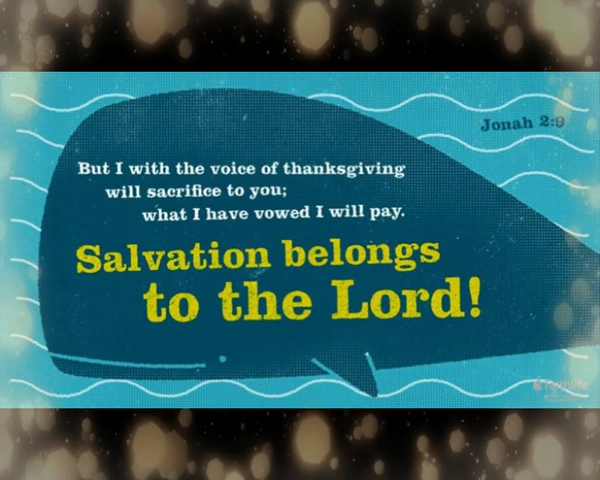 Jonah 2:9
But I with the voice of thanksgiving
will sacrifice to you;
what I have vowed I will pay.
Salvation belongs
to the Lord!
faithlife